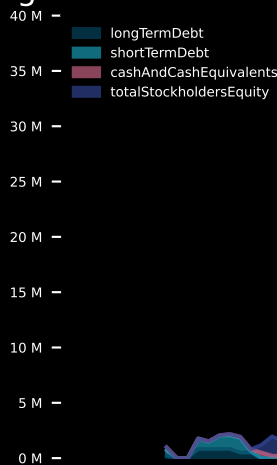 40 M
longTermDebt
shortTermDebt
cashAndCashEquivalents
totalStockholdersEquity
35 M
30 M
25 M
20 M
15 M
10 M
5 M
0 M